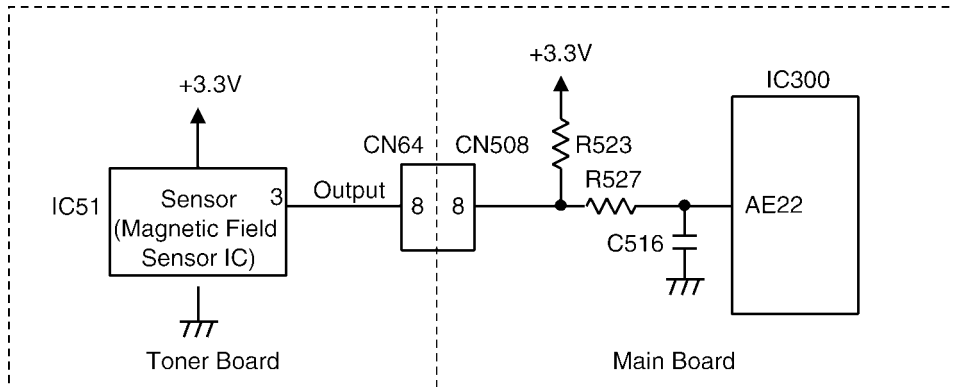 +3.3V
IC300
+3.3V
CN64
CN508
R523
R527
IC51
Sensor
(Magnetic Field
Sensor IC)
3
Output
8
8
AE22
C516
Toner Board
Main Board